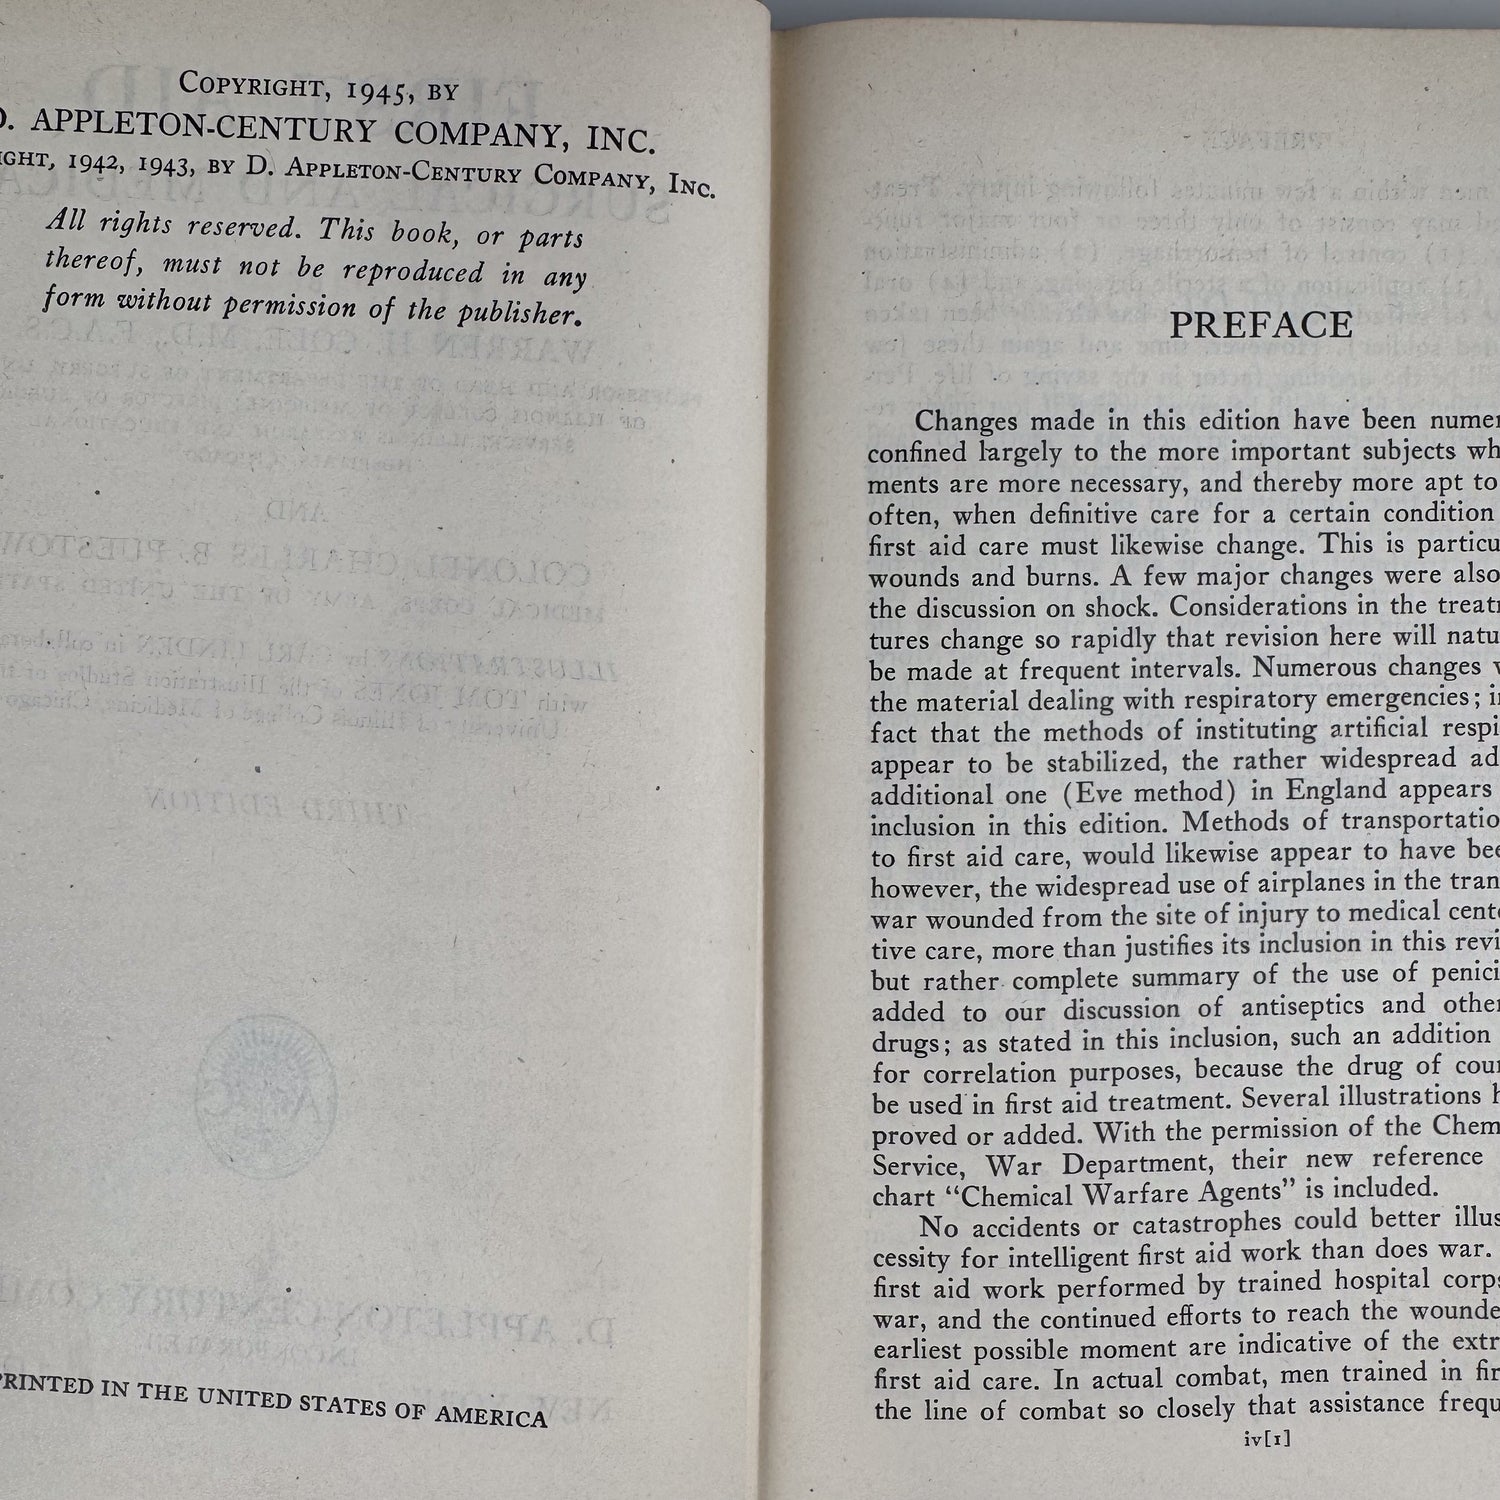 COPYRIGHT, 1945, BY
D. APPLETON-CENTURY COMPANY, INC.
IGHT, 1942, 1943, BY D. APPLETON-CENTURY COMPANY, INC.
All rights reserved. This book, or parts
thereof, must not be reproduced in any
form without permission of the publisher.
PRINTED IN THE UNITED STATES OF AMERICA
PREFACE
Changes made in this edition have been numer
confined largely to the more important subjects wh
ments are more necessary, and thereby more apt to
often, when definitive care for a certain condition
first aid care must likewise change. This is particu
wounds and burns. A few major changes were also
the discussion on shock. Considerations in the treatr
tures change so rapidly that revision here will natu
be made at frequent intervals. Numerous changes w
the material dealing with respiratory emergencies; in
fact that the methods of instituting artificial respi
appear to be stabilized, the rather widespread ad
additional one (Eve method) in England appears
inclusion in this edition. Methods of transportatio
to first aid care, would likewise appear to have bee
however, the widespread use of airplanes in the tran
war wounded from the site of injury to medical cente
tive care, more than justifies its inclusion in this revi
but rather complete summary of the use of penici
added to our discussion of antiseptics and other
drugs; as stated in this inclusion, such an addition
for correlation purposes, because the drug of cour
be used in first aid treatment. Several illustrations h
proved or added. With the permission of the Chem
Service, War Department, their new reference
chart “Chemical Warfare Agents” is included.
No accidents or catastrophes could better illus
cessity for intelligent first aid work than does war.
first aid work performed by trained hospital corps
war, and the continued efforts to reach the wounde
earliest possible moment are indicative of the extr
first aid care. In actual combat, men trained in fir
the line of combat so closely that assistance frequ
iv[1]